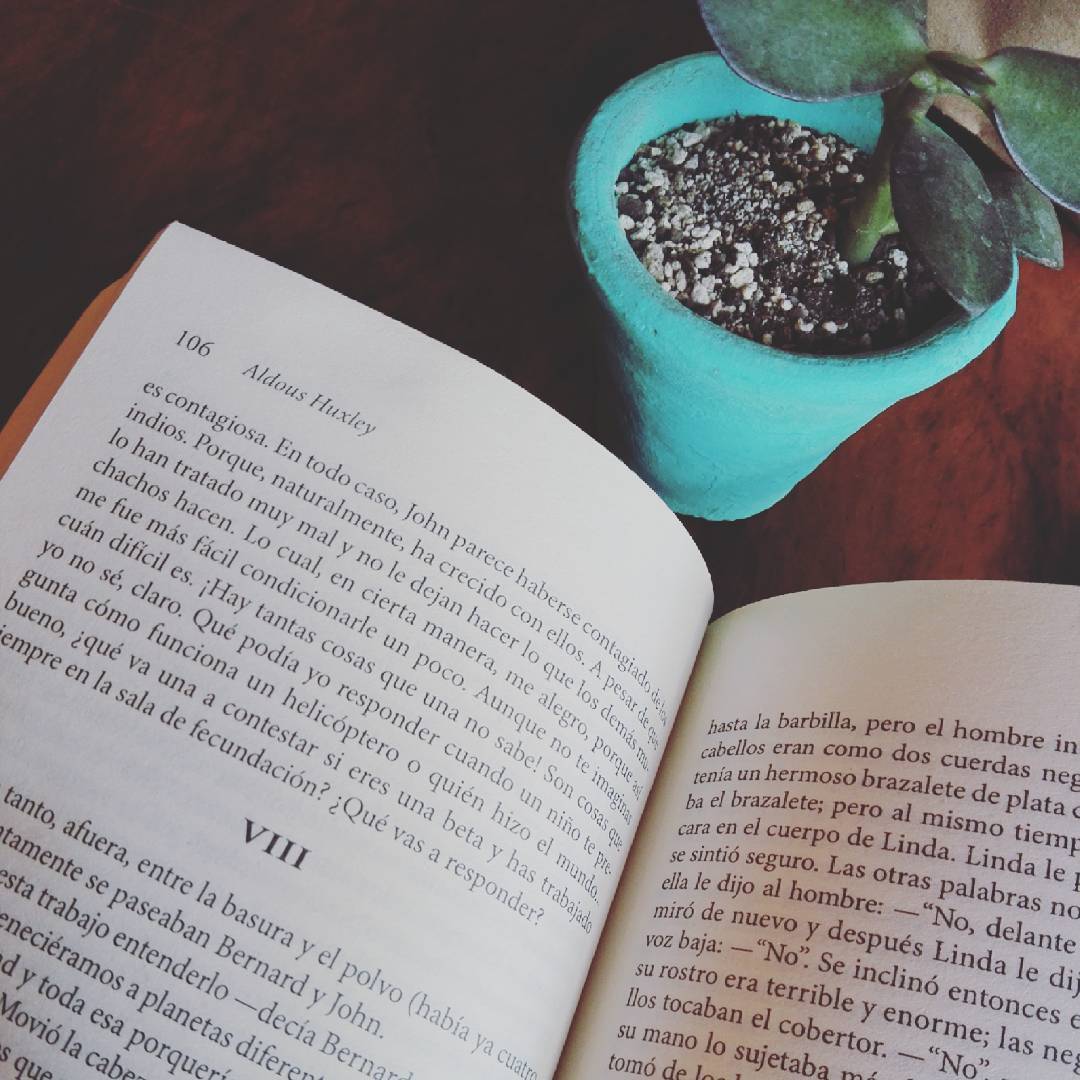 106
Aldous Huxley
es contagiosa. En todo caso, John parece haberse contagiado de los
indios. Porque, naturalmente, ha crecido con ellos. A pesar de que
lo han tratado muy mal y no le dejan hacer lo que los demás mu-
chachos hacen. Lo cual, en cierta manera, me alegro, porque así
me fue más fácil condicionarle un poco. Aunque no te imaginas
cuán difícil es. ¡Hay tantas cosas que una no sabe! Son cosas que
yo no sé, claro. Qué podía yo responder cuando un niño te pre-
gunta cómo funciona un helicóptero o quién hizo el mundo.
bueno, ¿qué va una a contestar si eres una beta y has trabajado
iempre en la sala de fecundación? ¿Qué vas a responder?
VIII
tanto, afuera, entre la basura y el polvo (había ya cuatro
ntamente se paseaban Bernard y John.
esta trabajo entenderlo —decía Bernard
eneciéramos a planetas diferent
d y toda esa porquerí
Movió la cabez
os que
hasta la barbilla, pero el hombre in
cabellos eran como dos cuerdas neg
tenía un hermoso brazalete de plata c
ba el brazalete; pero al mismo tiemp
cara en el cuerpo de Linda. Linda le p
se sintió seguro. Las otras palabras no
ella le dijo al hombre: —“No, delante
miró de nuevo y después Linda le dij
voz baja: —“No”. Se inclinó entonces e
su rostro era terrible y enorme; las neg
llos tocaban el cobertor. —“No”
su mano lo sujetaba má
tomó de lo